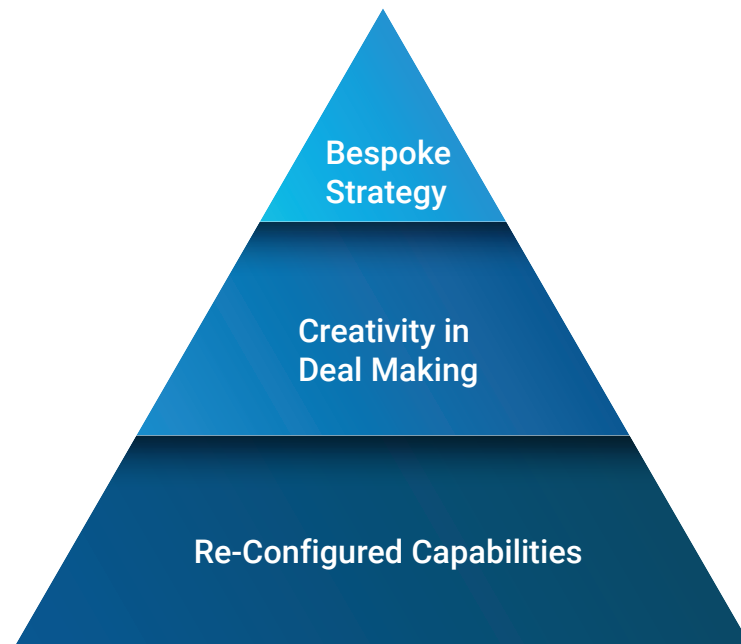 Bespoke
Strategy
Creativity in
Deal Making
Re-Configured Capabilities